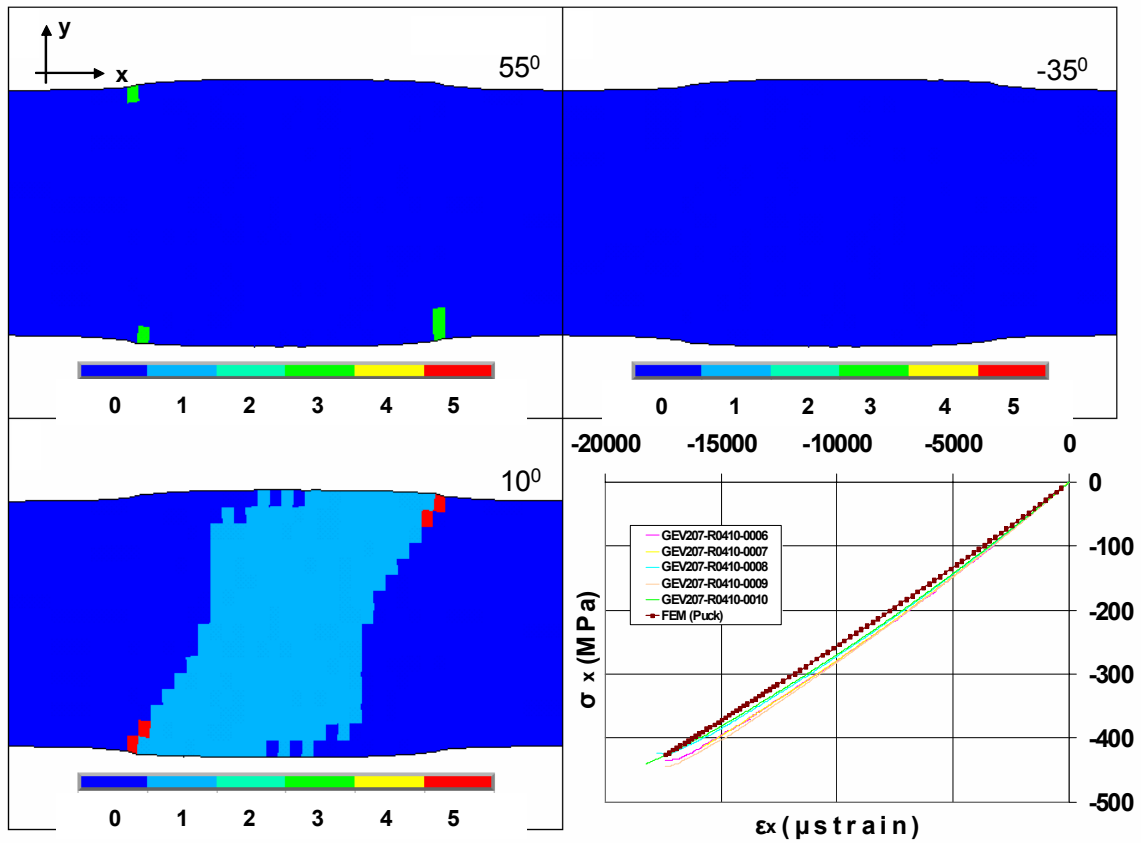 y
x
55⁰
-35⁰
0 1 2 3 4 5
0 1 2 3 4 5
10⁰
0 1 2 3 4 5
-20000 -15000 -10000 -5000 0
0
-100
-200
-300
-400
-500
GEV207-R0410-0006
GEV207-R0410-0007
GEV207-R0410-0008
GEV207-R0410-0009
GEV207-R0410-0010
FEM (Puck)
σ x (MPa)
εx (μstrain)